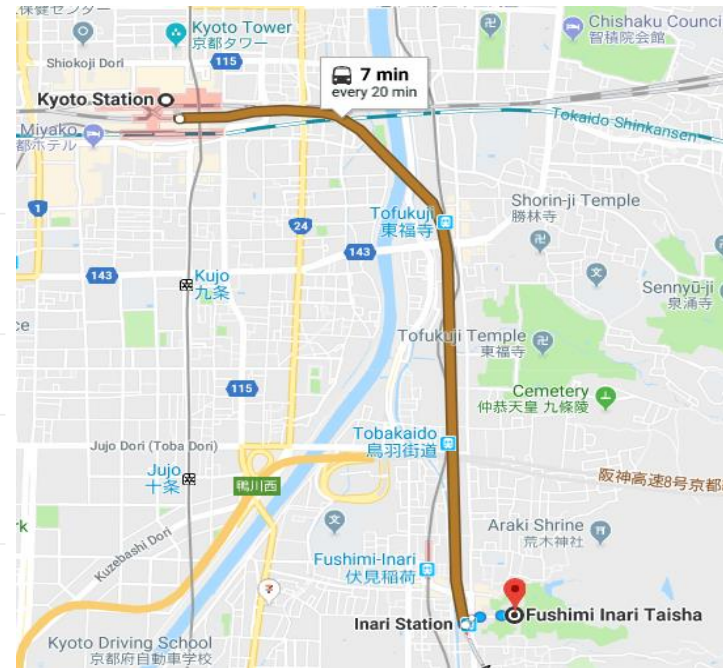 保健センター
Kyoto Tower
京都タワー
Chishaku Counci
智積院会館
Shiokoji Dori
115
7 min
every 20 min
Kyoto Station
Miyako
都ホテル
Tokaido Shinkansen
1
24
Tofukuji
東福寺
Shorin-ji Temple
勝林寺
143
143
Kujo
九条
Sennyū-ji
泉涌寺
ce
Tofukuji Temple
東福寺
115
Cemetery
仲恭天皇 九條陵
Tobakaido
鳥羽街道
Jujo Dori (Toba Dori)
Jujo
十条
鴨川西
阪神高速8号京都
文
文
rk
Araki Shrine
荒木神社
Kuzebashi Dori
Fushimi-Inari
伏見稲荷
Inari Station
Fushimi Inari Taisha
Kyoto Driving School
京都府自動車学校